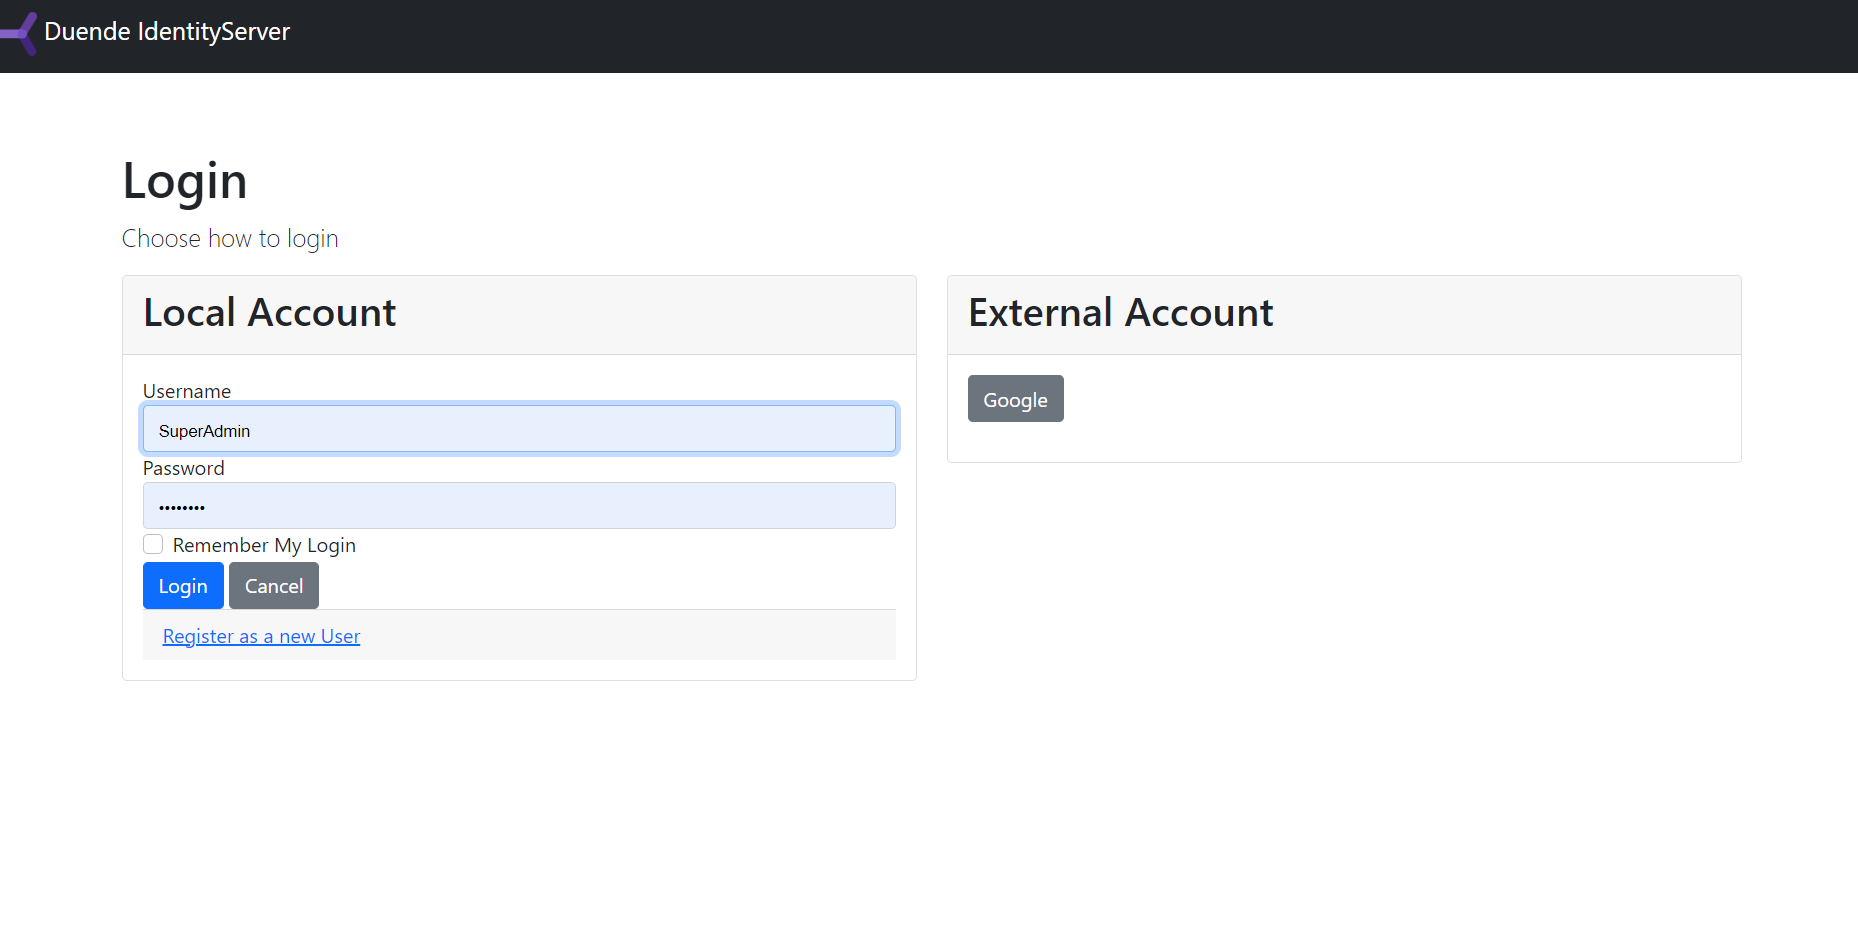 Duende IdentityServer
Login
Choose how to login
Local Account
Username
SuperAdmin
Password
••••••••
Remember My Login
Login Cancel
Register as a new User
External Account
Google